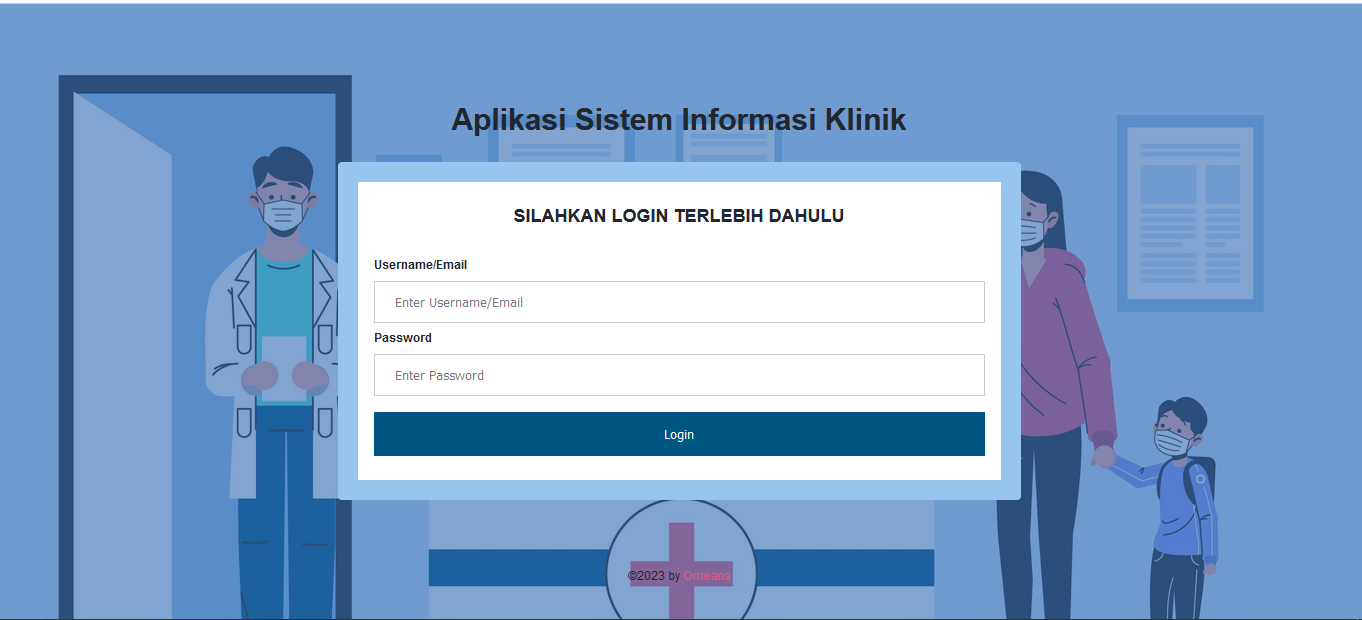 Aplikasi Sistem Informasi Klinik
SILAHKAN LOGIN TERLEBIH DAHULU
Username/Email
Enter Username/Email
Password
Enter Password
Login
©2023 by Omeans